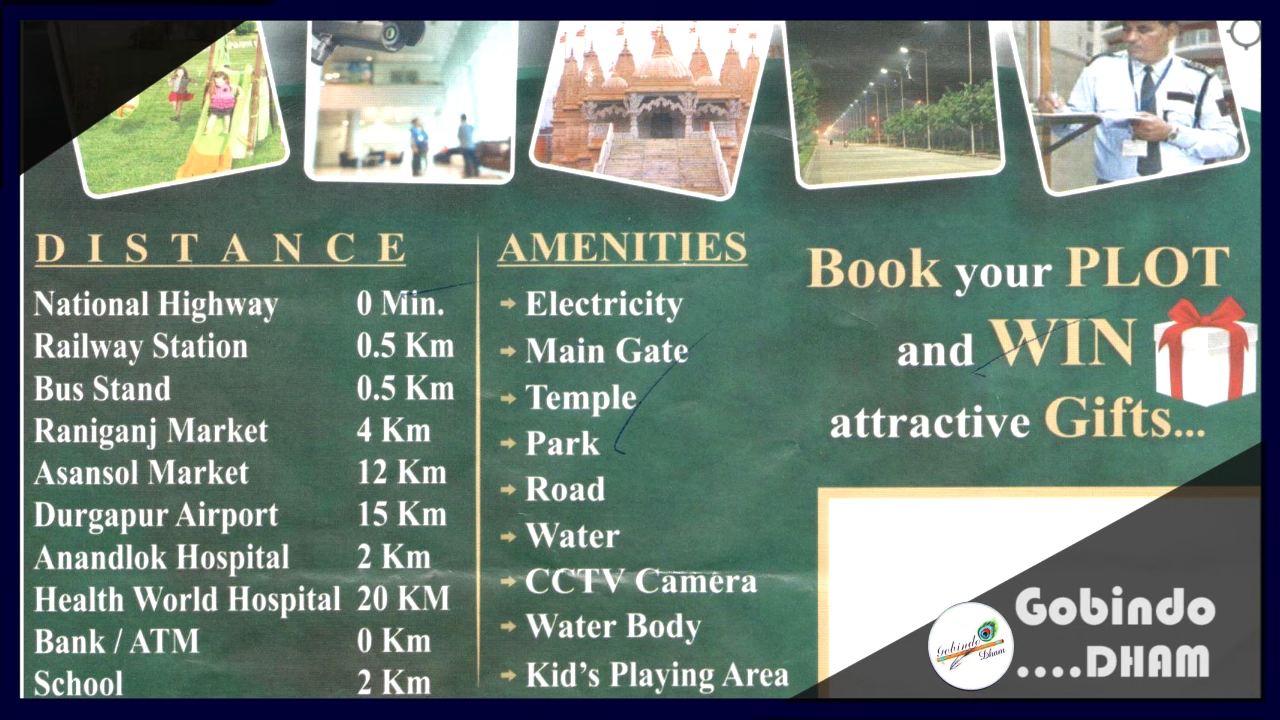 DISTANCE
National Highway 0 Min.
Railway Station 0.5 Km
Bus Stand 0.5 Km
Raniganj Market 4 Km
Asansol Market 12 Km
Durgapur Airport 15 Km
Anandlok Hospital 2 Km
Health World Hospital 20 KM
Bank / ATM 0 Km
School 2 Km
AMENITIES
Electricity
Main Gate
Temple
Park
Road
Water
CCTV Camera
Water Body
Kid's Playing Area
Book your PLOT
and WIN
attractive Gifts...
Gobindo
Dham
Gobindo
....DHAM